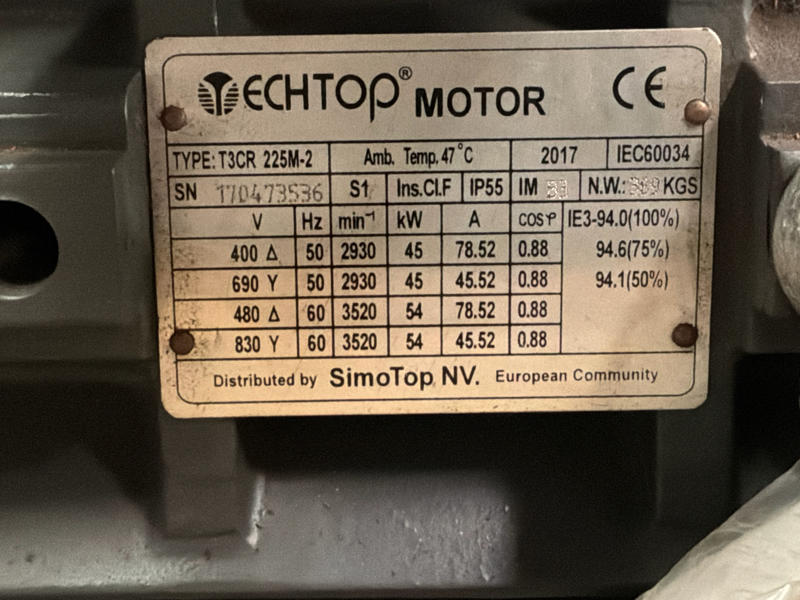 TECHTOP® MOTOR CE
TYPE: T3CR 225M-2 Amb. Temp. 47°C 2017 IEC60034
SN 170473536 S1 Ins.Cl.F IP55 IM N.W.: KGS
V Hz min⁻¹ kW A cosφ IE3-94.0(100%)
400 Δ 50 2930 45 78.52 0.88 94.6(75%)
690 Y 50 2930 45 45.52 0.88 94.1(50%)
480 Δ 60 3520 54 78.52 0.88
830 Y 60 3520 54 45.52 0.88
Distributed by SimoTop NV. European Community